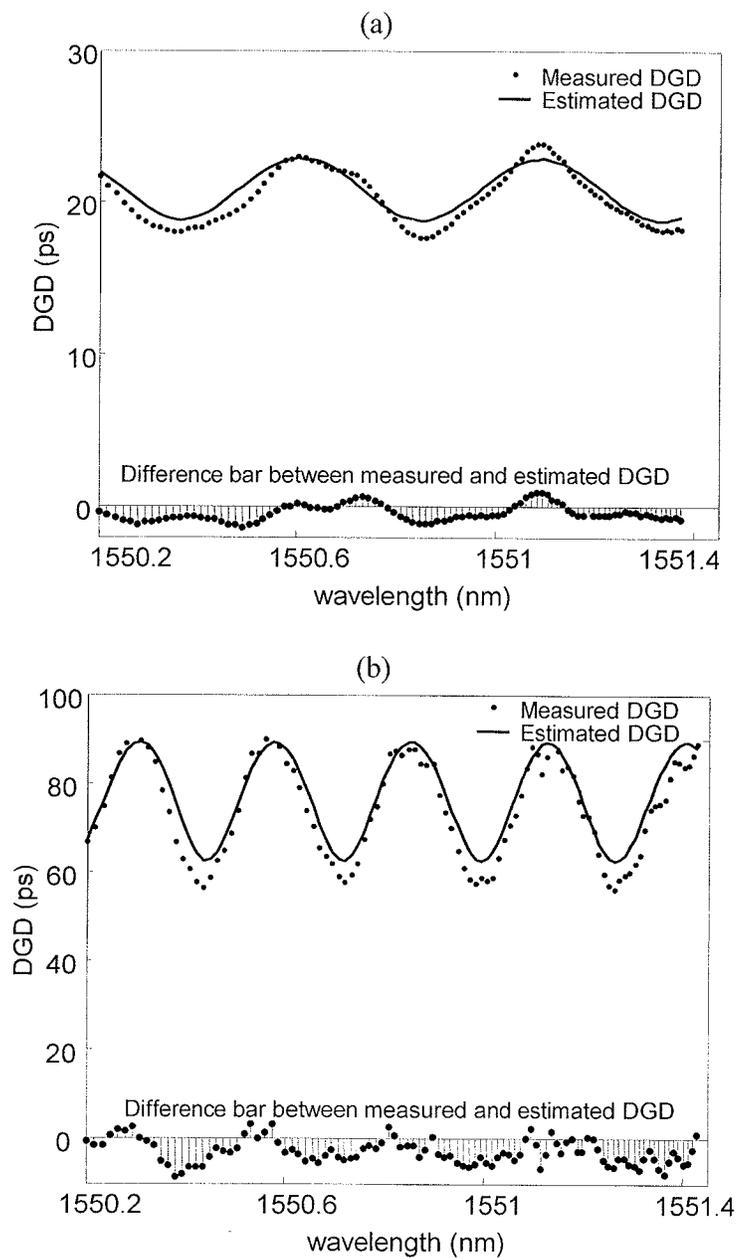 (a)
30
• Measured DGD
— Estimated DGD
20
DGD (ps)
10
Difference bar between measured and estimated DGD
0
1550.2 1550.6 1551 1551.4
wavelength (nm)
(b)
100
• Measured DGD
— Estimated DGD
80
60
DGD (ps)
40
20
Difference bar between measured and estimated DGD
0
1550.2 1550.6 1551 1551.4
wavelength (nm)